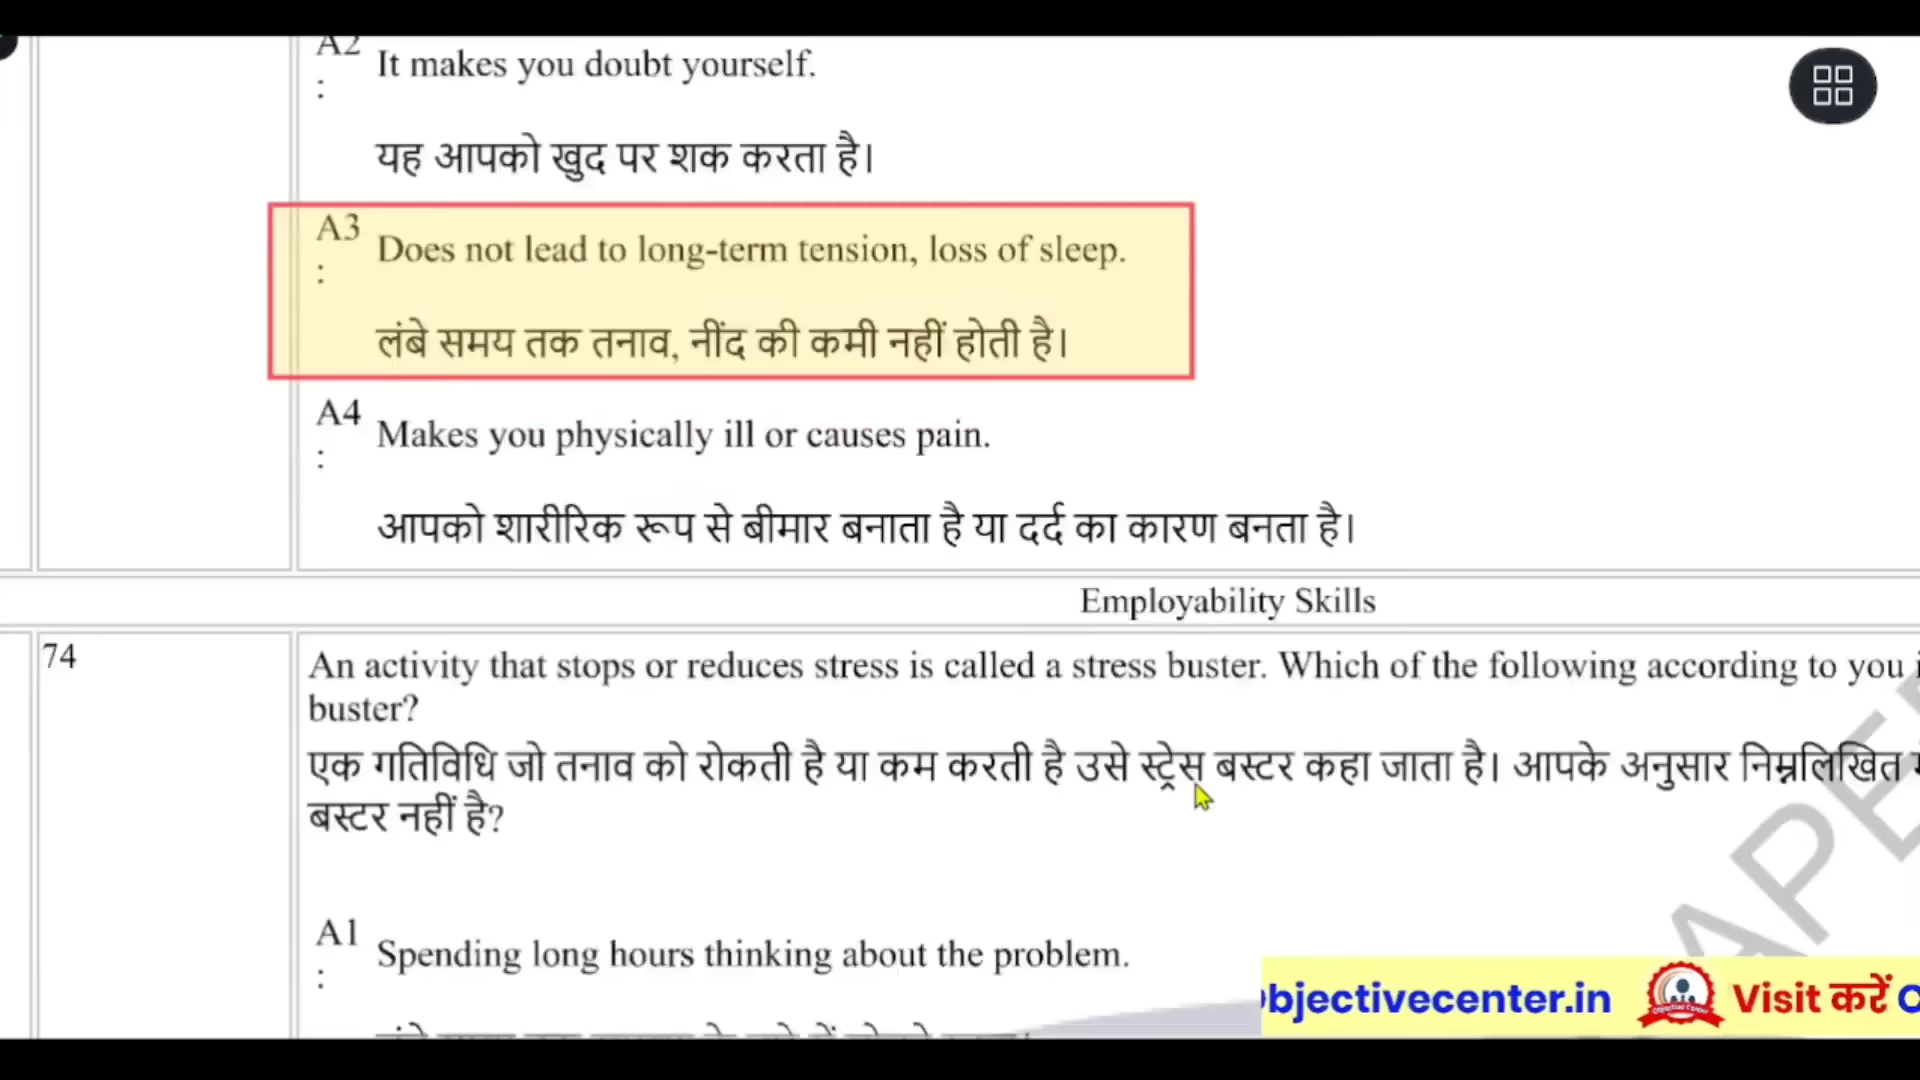 A2
:
It makes you doubt yourself.
यह आपको खुद पर शक करता है।
A3
:
Does not lead to long-term tension, loss of sleep.
लंबे समय तक तनाव, नींद की कमी नहीं होती है।
A4
:
Makes you physically ill or causes pain.
आपको शारीरिक रूप से बीमार बनाता है या दर्द का कारण बनता है।
Employability Skills
74
An activity that stops or reduces stress is called a stress buster. Which of the following according to you
buster?
एक गतिविधि जो तनाव को रोकती है या कम करती है उसे स्ट्रेस बस्टर कहा जाता है। आपके अनुसार निम्नलिखित
बस्टर नहीं है?
A1
:
Spending long hours thinking about the problem.
bjectivecenter.in Visit करें